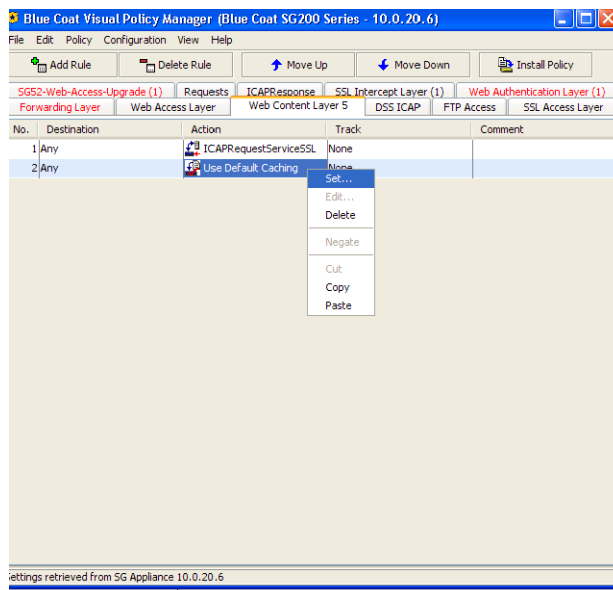 Blue Coat Visual Policy Manager (Blue Coat SG200 Series - 10.0.20.6)
File Edit Policy Configuration View Help
Add Rule Delete Rule Move Up Move Down Install Policy
SG52-Web-Access-Upgrade (1) Requests ICAPResponse SSL Intercept Layer (1) Web Authentication Layer (1)
Forwarding Layer Web Access Layer Web Content Layer 5 DSS ICAP FTP Access SSL Access Layer
No. Destination Action Track Comment
1 Any ICAPRequestServiceSSL None
2 Any Use Default Caching None
Set...
Edit...
Delete
Negate
Cut
Copy
Paste
Settings retrieved from SG Appliance 10.0.20.6